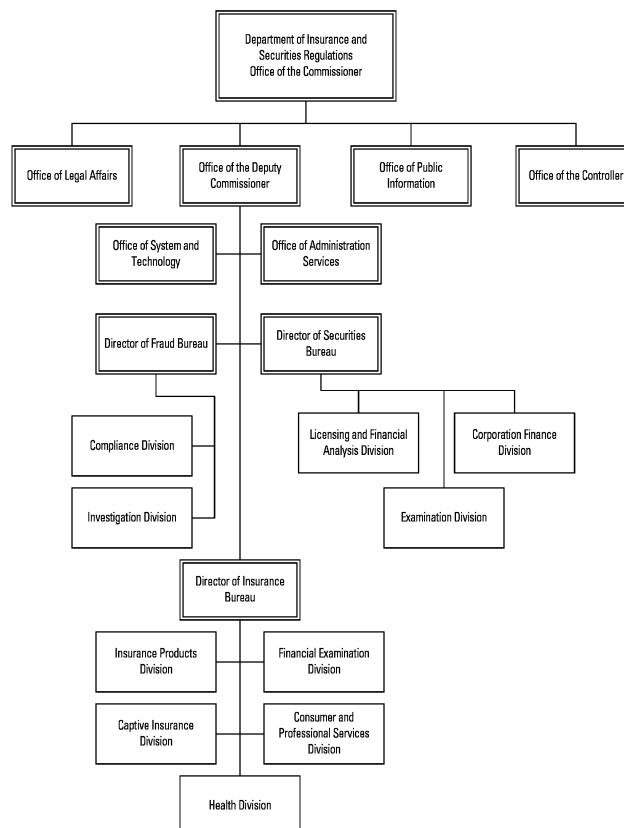 Department of Insurance and
Securities Regulations
Office of the Commissioner
Office of Legal Affairs
Office of the Deputy
Commissioner
Office of Public
Information
Office of the Controller
Office of System and
Technology
Office of Administration
Services
Director of Fraud Bureau
Director of Securities
Bureau
Compliance Division
Investigation Division
Licensing and Financial
Analysis Division
Corporation Finance
Division
Examination Division
Director of Insurance
Bureau
Insurance Products
Division
Financial Examination
Division
Captive Insurance
Division
Consumer and
Professional Services
Division
Health Division